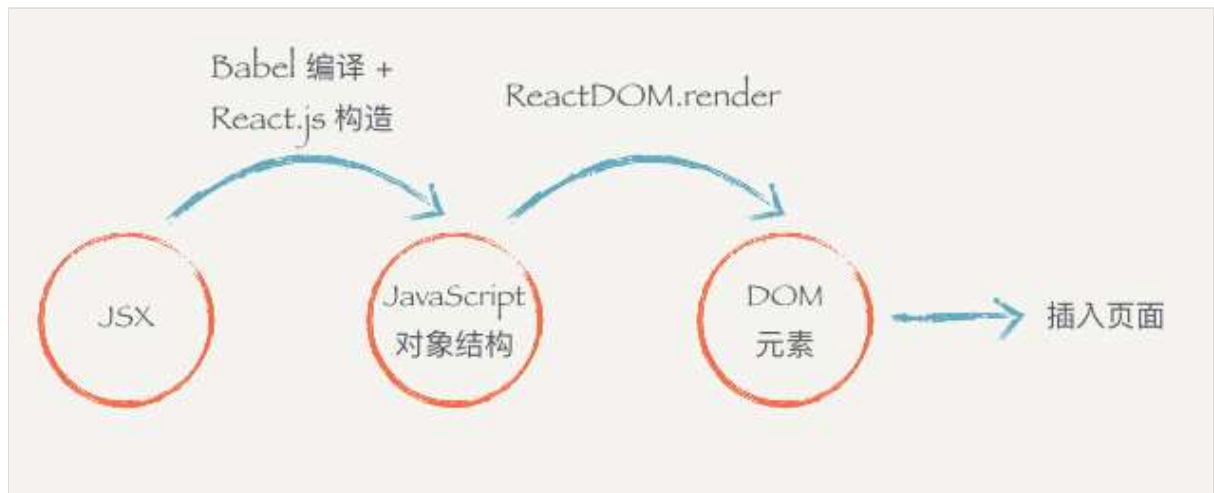 Babel 编译 +
React.js 构造
ReactDOM.render
JSX
JavaScript
对象结构
DOM
元素
插入页面